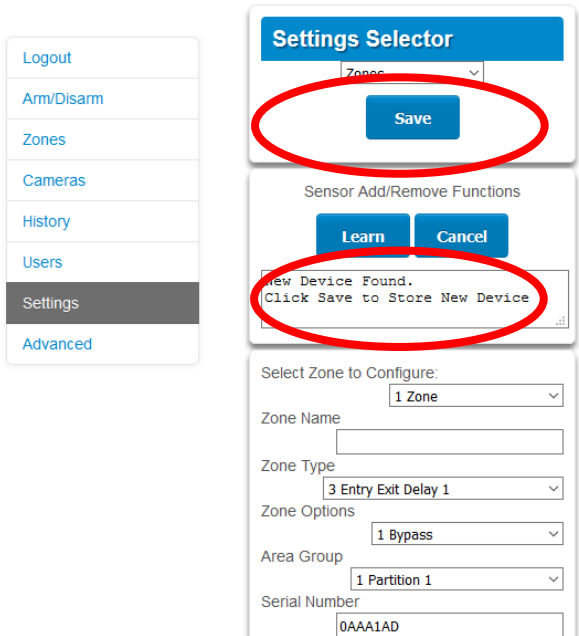 Logout
Arm/Disarm
Zones
Cameras
History
Users
Settings
Advanced
Settings Selector
Zones
Save
Sensor Add/Remove Functions
Learn Cancel
New Device Found.
Click Save to Store New Device
Select Zone to Configure:
1 Zone
Zone Name
Zone Type
3 Entry Exit Delay 1
Zone Options
1 Bypass
Area Group
1 Partition 1
Serial Number
0AAA1AD